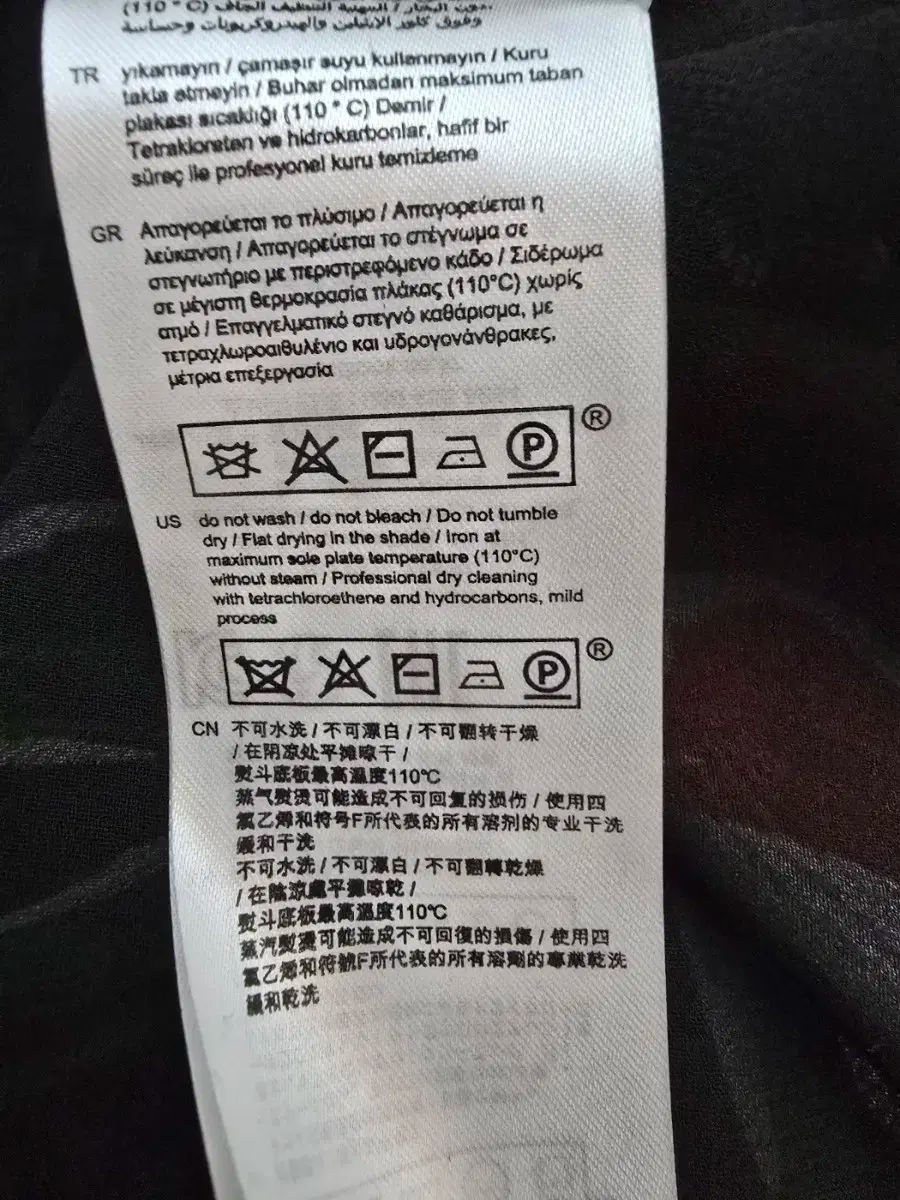 (110 ° C)
وفوق كلور الإيثيلين والهيدروكربونات وحساسة
TR yıkamayın / çamaşır suyu kullanmayın / Kuru
takla etmeyin / Buhar olmadan maksimum taban
plakası sıcaklığı (110 ° C) Demir /
Tetrakloreten ve hidrokarbonlar, hafif bir
süreç ile profesyonel kuru temizleme
GR Απαγορεύεται το πλύσιμο / Απαγορεύεται η
λεύκανση / Απαγορεύεται το στέγνωμα σε
στεγνωτήριο με περιστρεφόμενο κάδο / Σιδέρωμα
σε μέγιστη θερμοκρασία πλάκας (110°C) χωρίς
ατμό / Επαγγελματικό στεγνό καθάρισμα, με
τετραχλωροαιθυλένιο και υδρογονάνθρακες,
μέτρια επεξεργασία
P ®
US do not wash / do not bleach / Do not tumble
dry / Flat drying in the shade / Iron at
maximum sole plate temperature (110°C)
without steam / Professional dry cleaning
with tetrachloroethene and hydrocarbons, mild
process
P ®
CN 不可水洗 / 不可漂白 / 不可翻转干燥
/ 在阴凉处平摊晾干 /
熨斗底板最高温度110℃
蒸气熨烫可能造成不可回复的损伤 / 使用四
氯乙烯和符号F所代表的所有溶剂的专业干洗
缓和干洗
不可水洗 / 不可漂白 / 不可翻轉乾燥
/ 在陰涼處平攤晾乾 /
熨斗底板最高溫度110℃
蒸汽熨燙可能造成不可回復的損傷 / 使用四
氯乙烯和符號F所代表的所有溶劑的專業乾洗
緩和乾洗